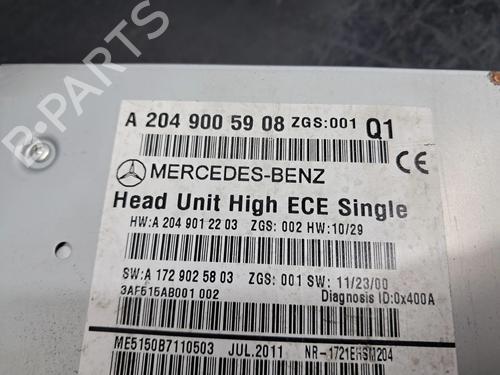 A 204 900 59 08 ZGS:001 Q1
MERCEDES-BENZ
CE
Head Unit High ECE Single
HW:A 204 901 22 03 ZGS: 002 HW:10/29
SW:A 172 902 58 03 ZGS: 001 SW: 11/23/00
3AF515AB001 002 Diagnosis ID:0x400A
ME5150B7110503 JUL.2011 NR-1721EHSM204